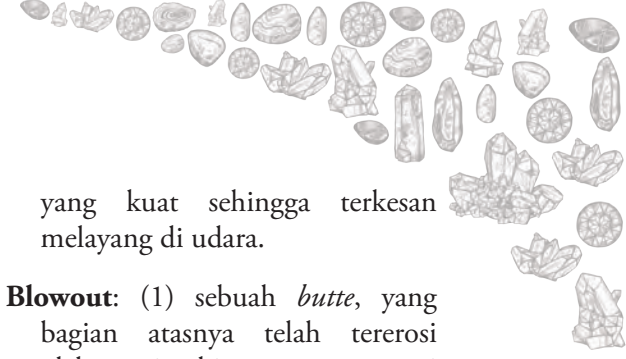 yang kuat sehingga terkesan
melayang di udara.
Blowout: (1) sebuah butte, yang
bagian atasnya telah tererosi